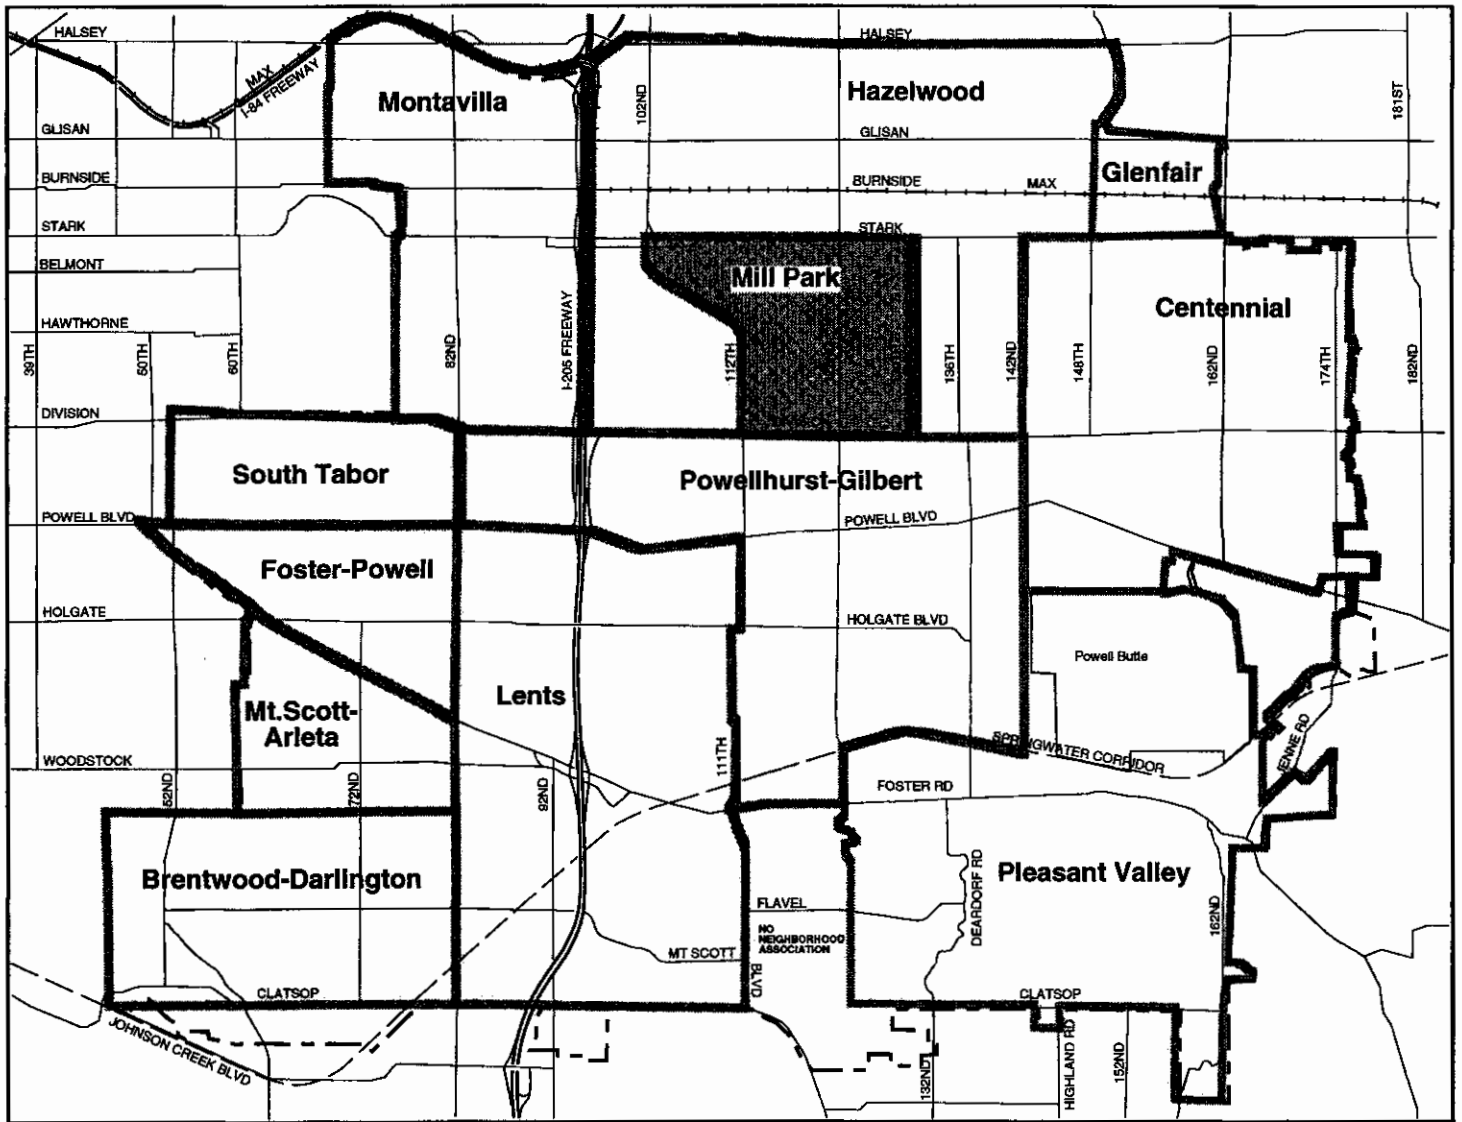 HALSEY
HALSEY
MAX
I-84 FREEWAY
Montavilla
102ND
Hazelwood
181ST
GLISAN
GLISAN
BURNSIDE
BURNSIDE
MAX
Glenfair
STARK
STARK
BELMONT
Mill Park
Centennial
HAWTHORNE
39TH
50TH
60TH
82ND
I-205 FREEWAY
112TH
136TH
142ND
148TH
162ND
174TH
182ND
DIVISION
South Tabor
Powellhurst-Gilbert
POWELL BLVD
POWELL BLVD
Foster-Powell
HOLGATE
HOLGATE BLVD
Powell Butte
Lents
Mt.Scott-
Arleta
WOODSTOCK
52ND
72ND
92ND
111TH
SPRINGWATER CORRIDOR
JENNE RD
FOSTER RD
Brentwood-Darlington
Pleasant Valley
DEARDORF RD
162ND
FLAVEL
NO
NEIGHBORHOOD
ASSOCIATION
MT SCOTT
BLVD
CLATSOP
CLATSOP
JOHNSON CREEK BLVD
132ND
HIGHLAND RD
152ND